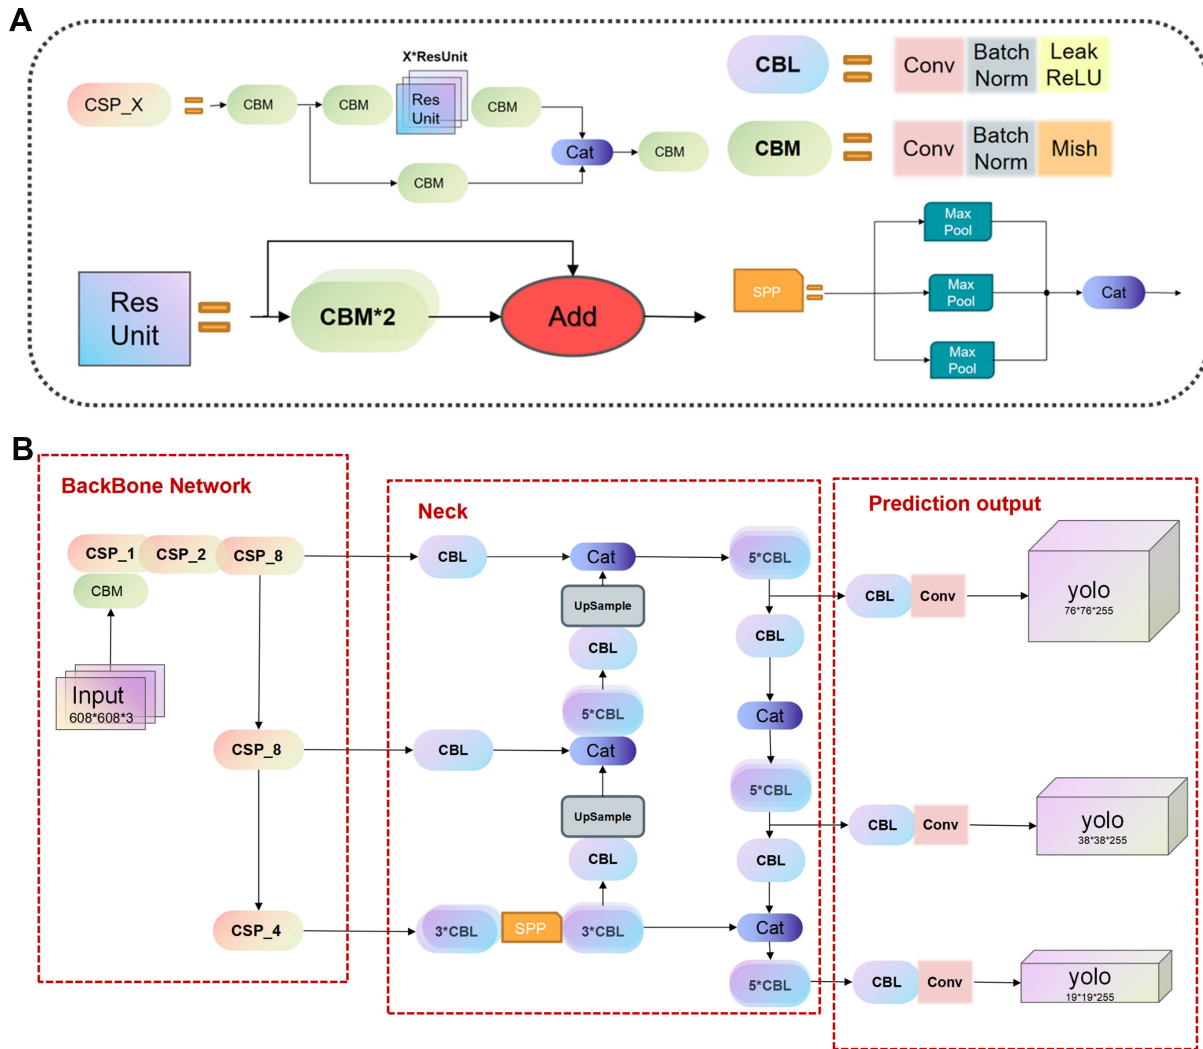 A
X*ResUnit
CSP_X
=
CBM
CBM
Res
Unit
CBM
Cat
CBM
CBM
CBL
=
Conv
Batch
Norm
Leak
ReLU
CBM
=
Conv
Batch
Norm
Mish
Res
Unit
=
CBM*2
Add
SPP
=
Max
Pool
Max
Pool
Max
Pool
Cat
B
BackBone Network
CSP_1
CSP_2
CSP_8
CBM
Input
608*608*3
CSP_8
CSP_4
Neck
CBL
Cat
5*CBL
UpSample
CBL
CBL
5*CBL
Cat
CBL
Cat
5*CBL
UpSample
CBL
CBL
3*CBL
SPP
3*CBL
Cat
5*CBL
Prediction output
CBL
Conv
yolo
76*76*255
CBL
Conv
yolo
38*38*255
CBL
Conv
yolo
19*19*255